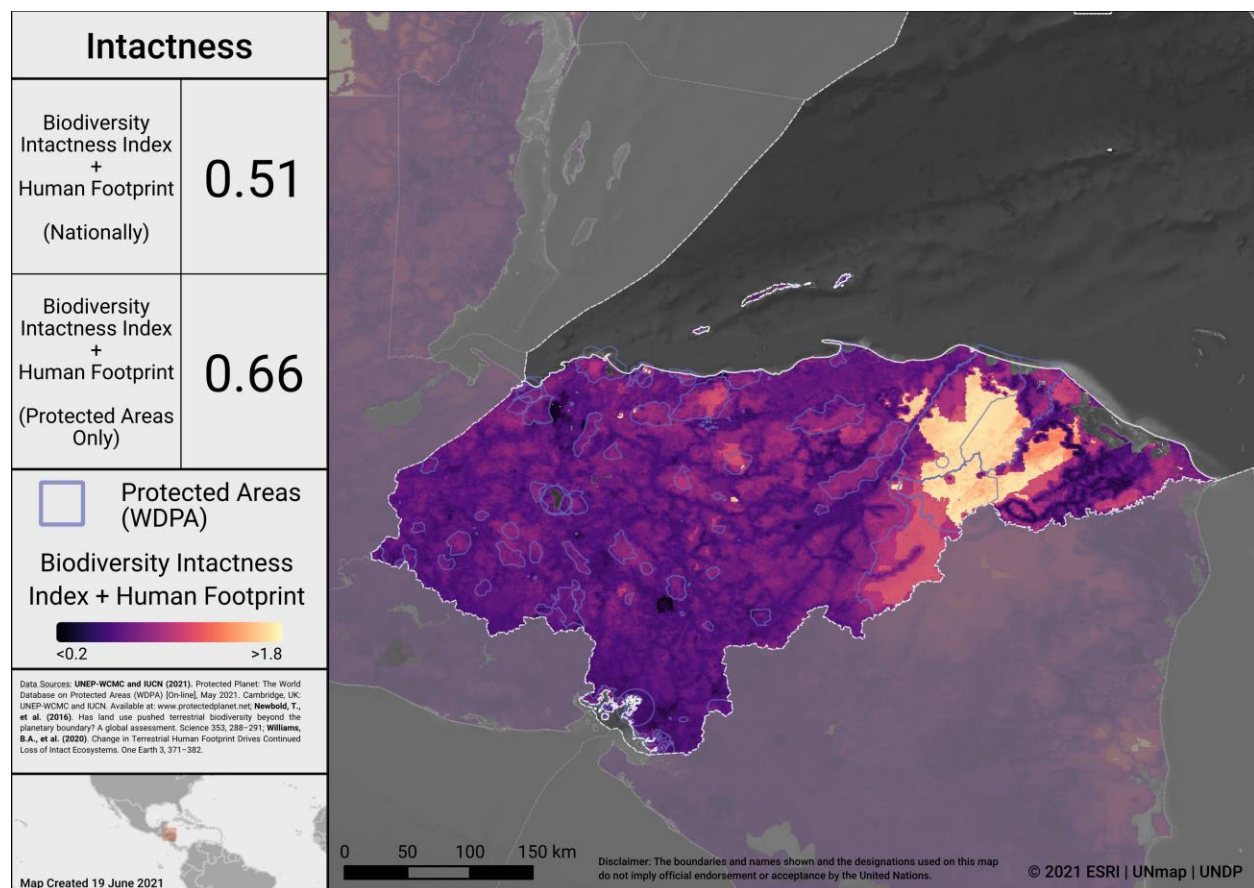 Intactness
Biodiversity
Intactness Index
+
Human Footprint
(Nationally)
0.51
Biodiversity
Intactness Index
+
Human Footprint
(Protected Areas
Only)
0.66
Protected Areas
(WDPA)
Biodiversity Intactness
Index + Human Footprint
<0.2
>1.8
Data Sources: UNEP-WCMC and IUCN (2021). Protected Planet: The World
Database on Protected Areas (WDPA) [On-line], May 2021. Cambridge, UK:
UNEP-WCMC and IUCN. Available at: www.protectedplanet.net; Newbold, T.,
et al. (2016). Has land use pushed terrestrial biodiversity beyond the
planetary boundary? A global assessment. Science 353, 288–291; Williams,
B.A., et al. (2020). Change in Terrestrial Human Footprint Drives Continued
Loss of Intact Ecosystems. One Earth 3, 371–382.
Map Created 19 June 2021
0 50 100 150 km
Disclaimer: The boundaries and names shown and the designations used on this map
do not imply official endorsement or acceptance by the United Nations.
© 2021 ESRI | UNmap | UNDP